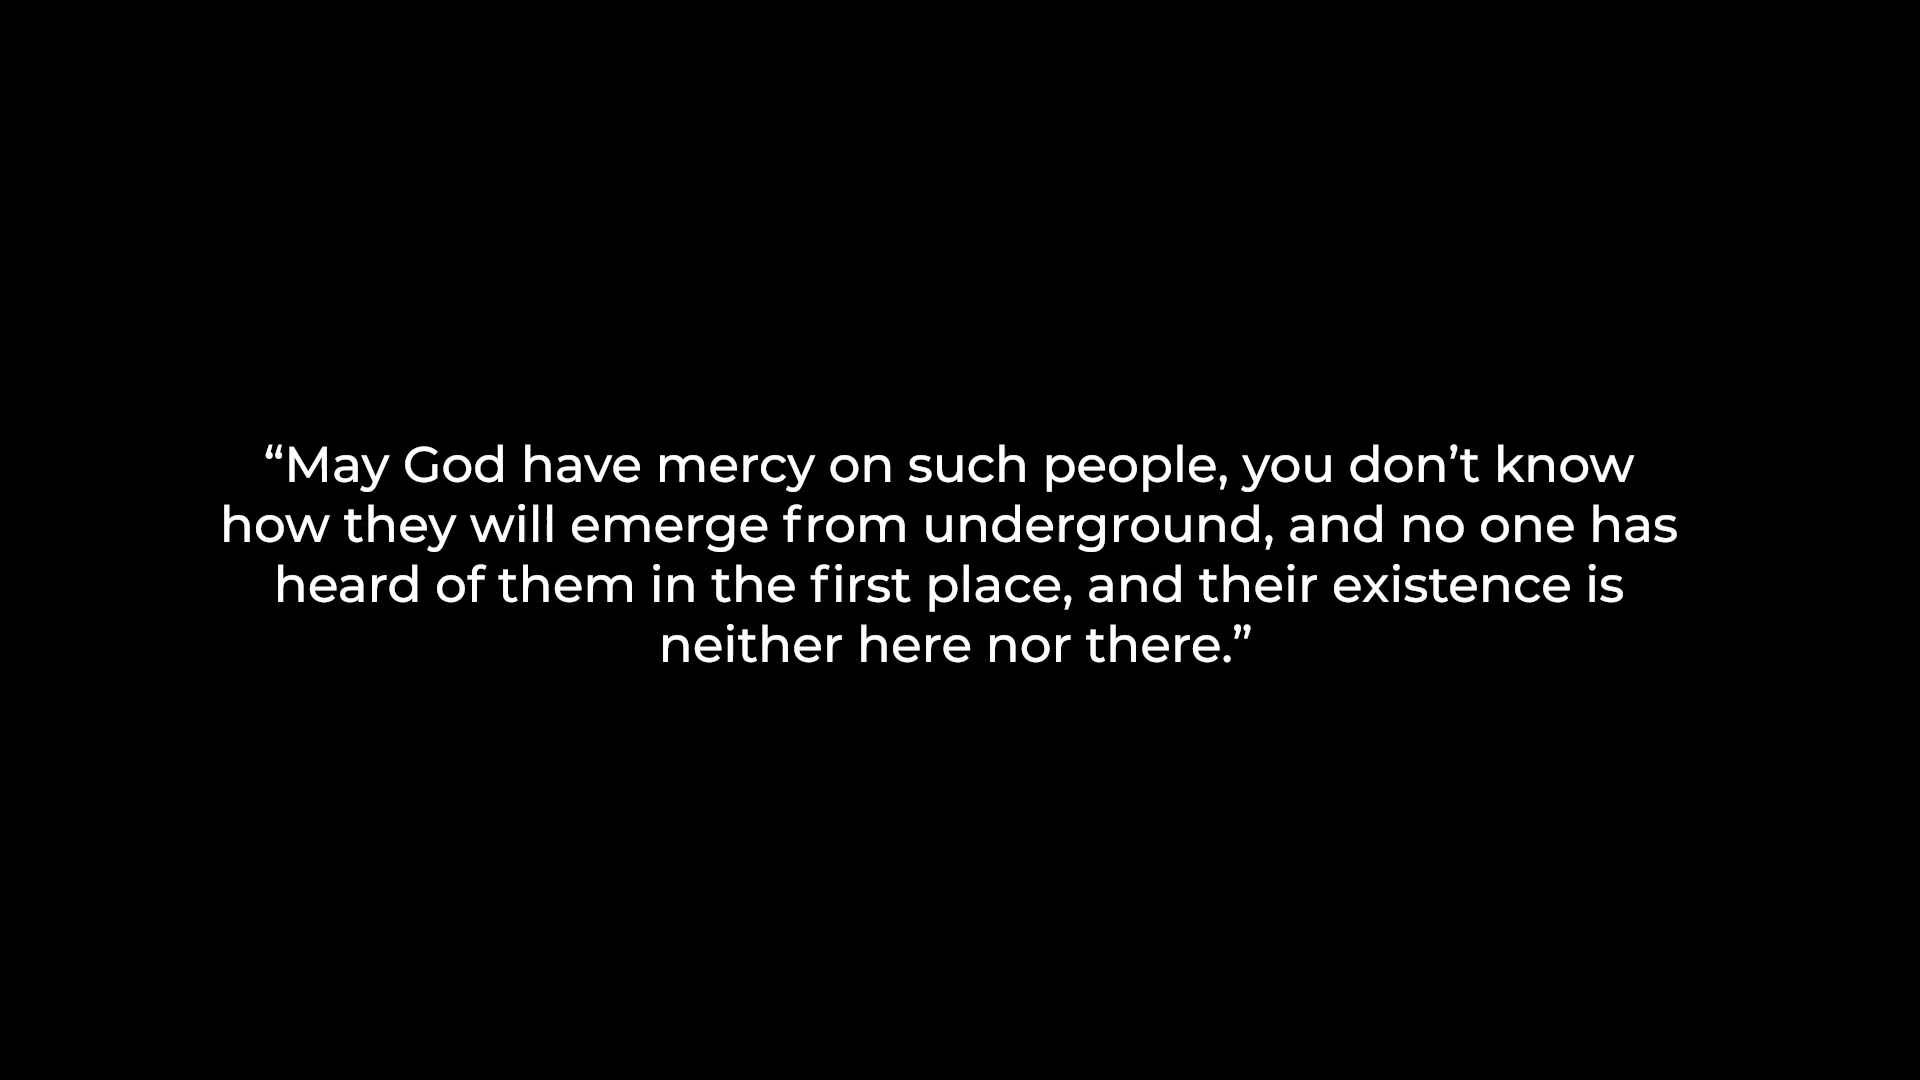 “May God have mercy on such people, you don’t know
how they will emerge from underground, and no one has
heard of them in the first place, and their existence is
neither here nor there.”